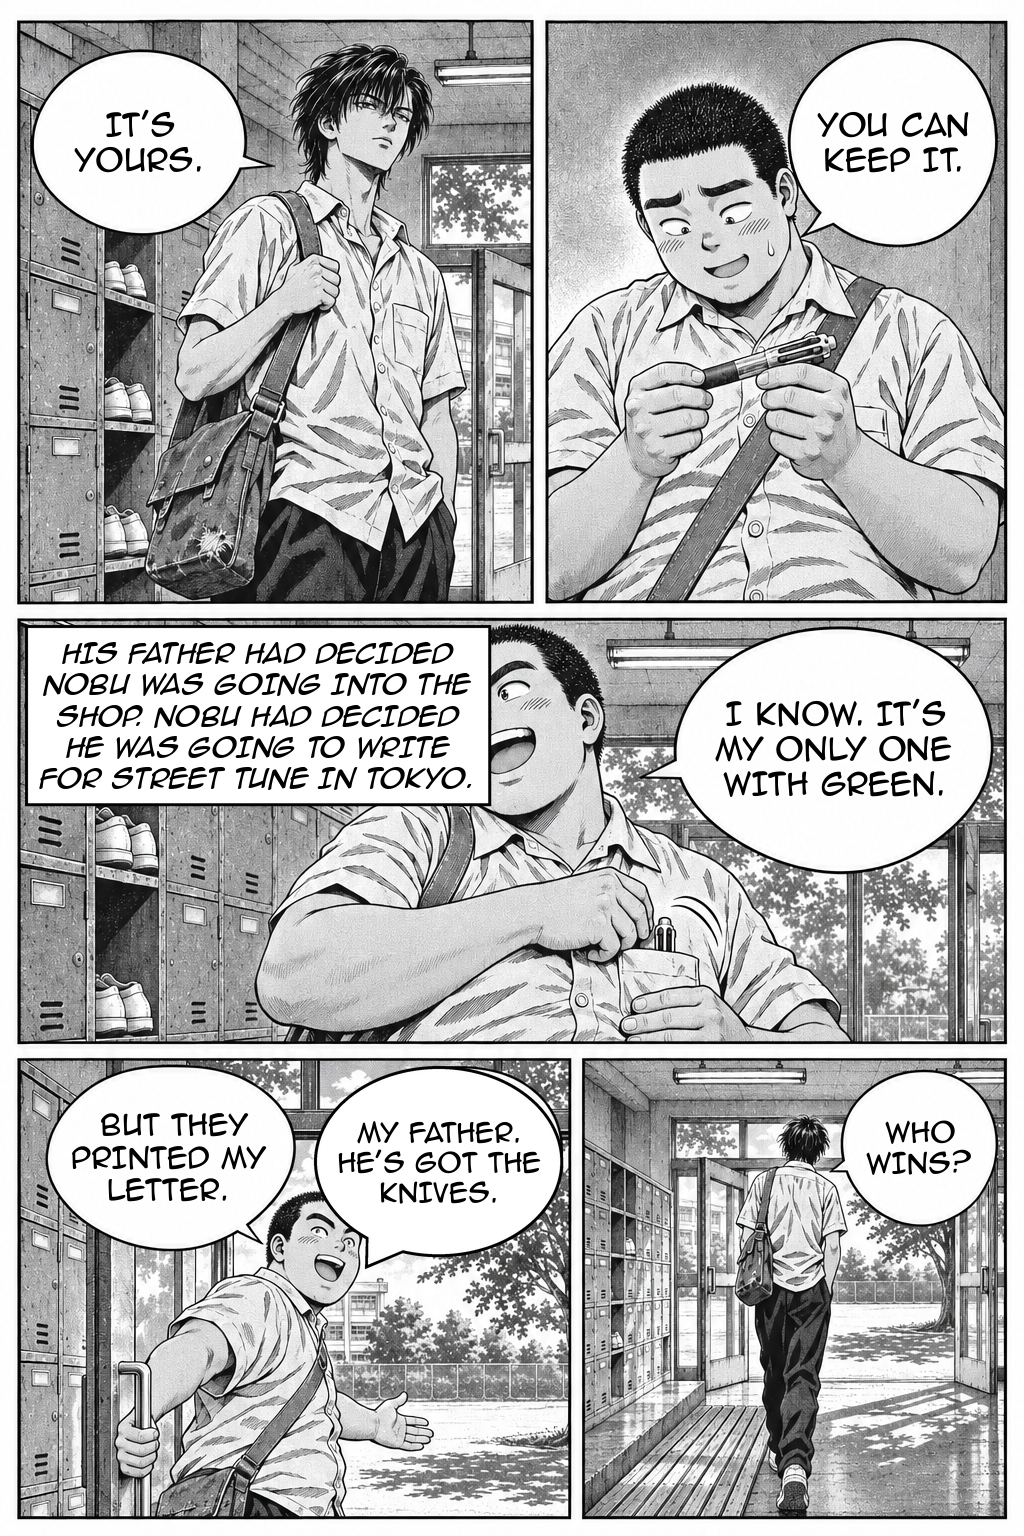 IT'S
YOURS.
YOU CAN
KEEP IT.
HIS FATHER HAD DECIDED
NOBU WAS GOING INTO THE
SHOP. NOBU HAD DECIDED
HE WAS GOING TO WRITE
FOR STREET TUNE IN TOKYO.
I KNOW. IT'S
MY ONLY ONE
WITH GREEN.
BUT THEY
PRINTED MY
LETTER.
MY FATHER.
HE'S GOT THE
KNIVES.
WHO
WINS?